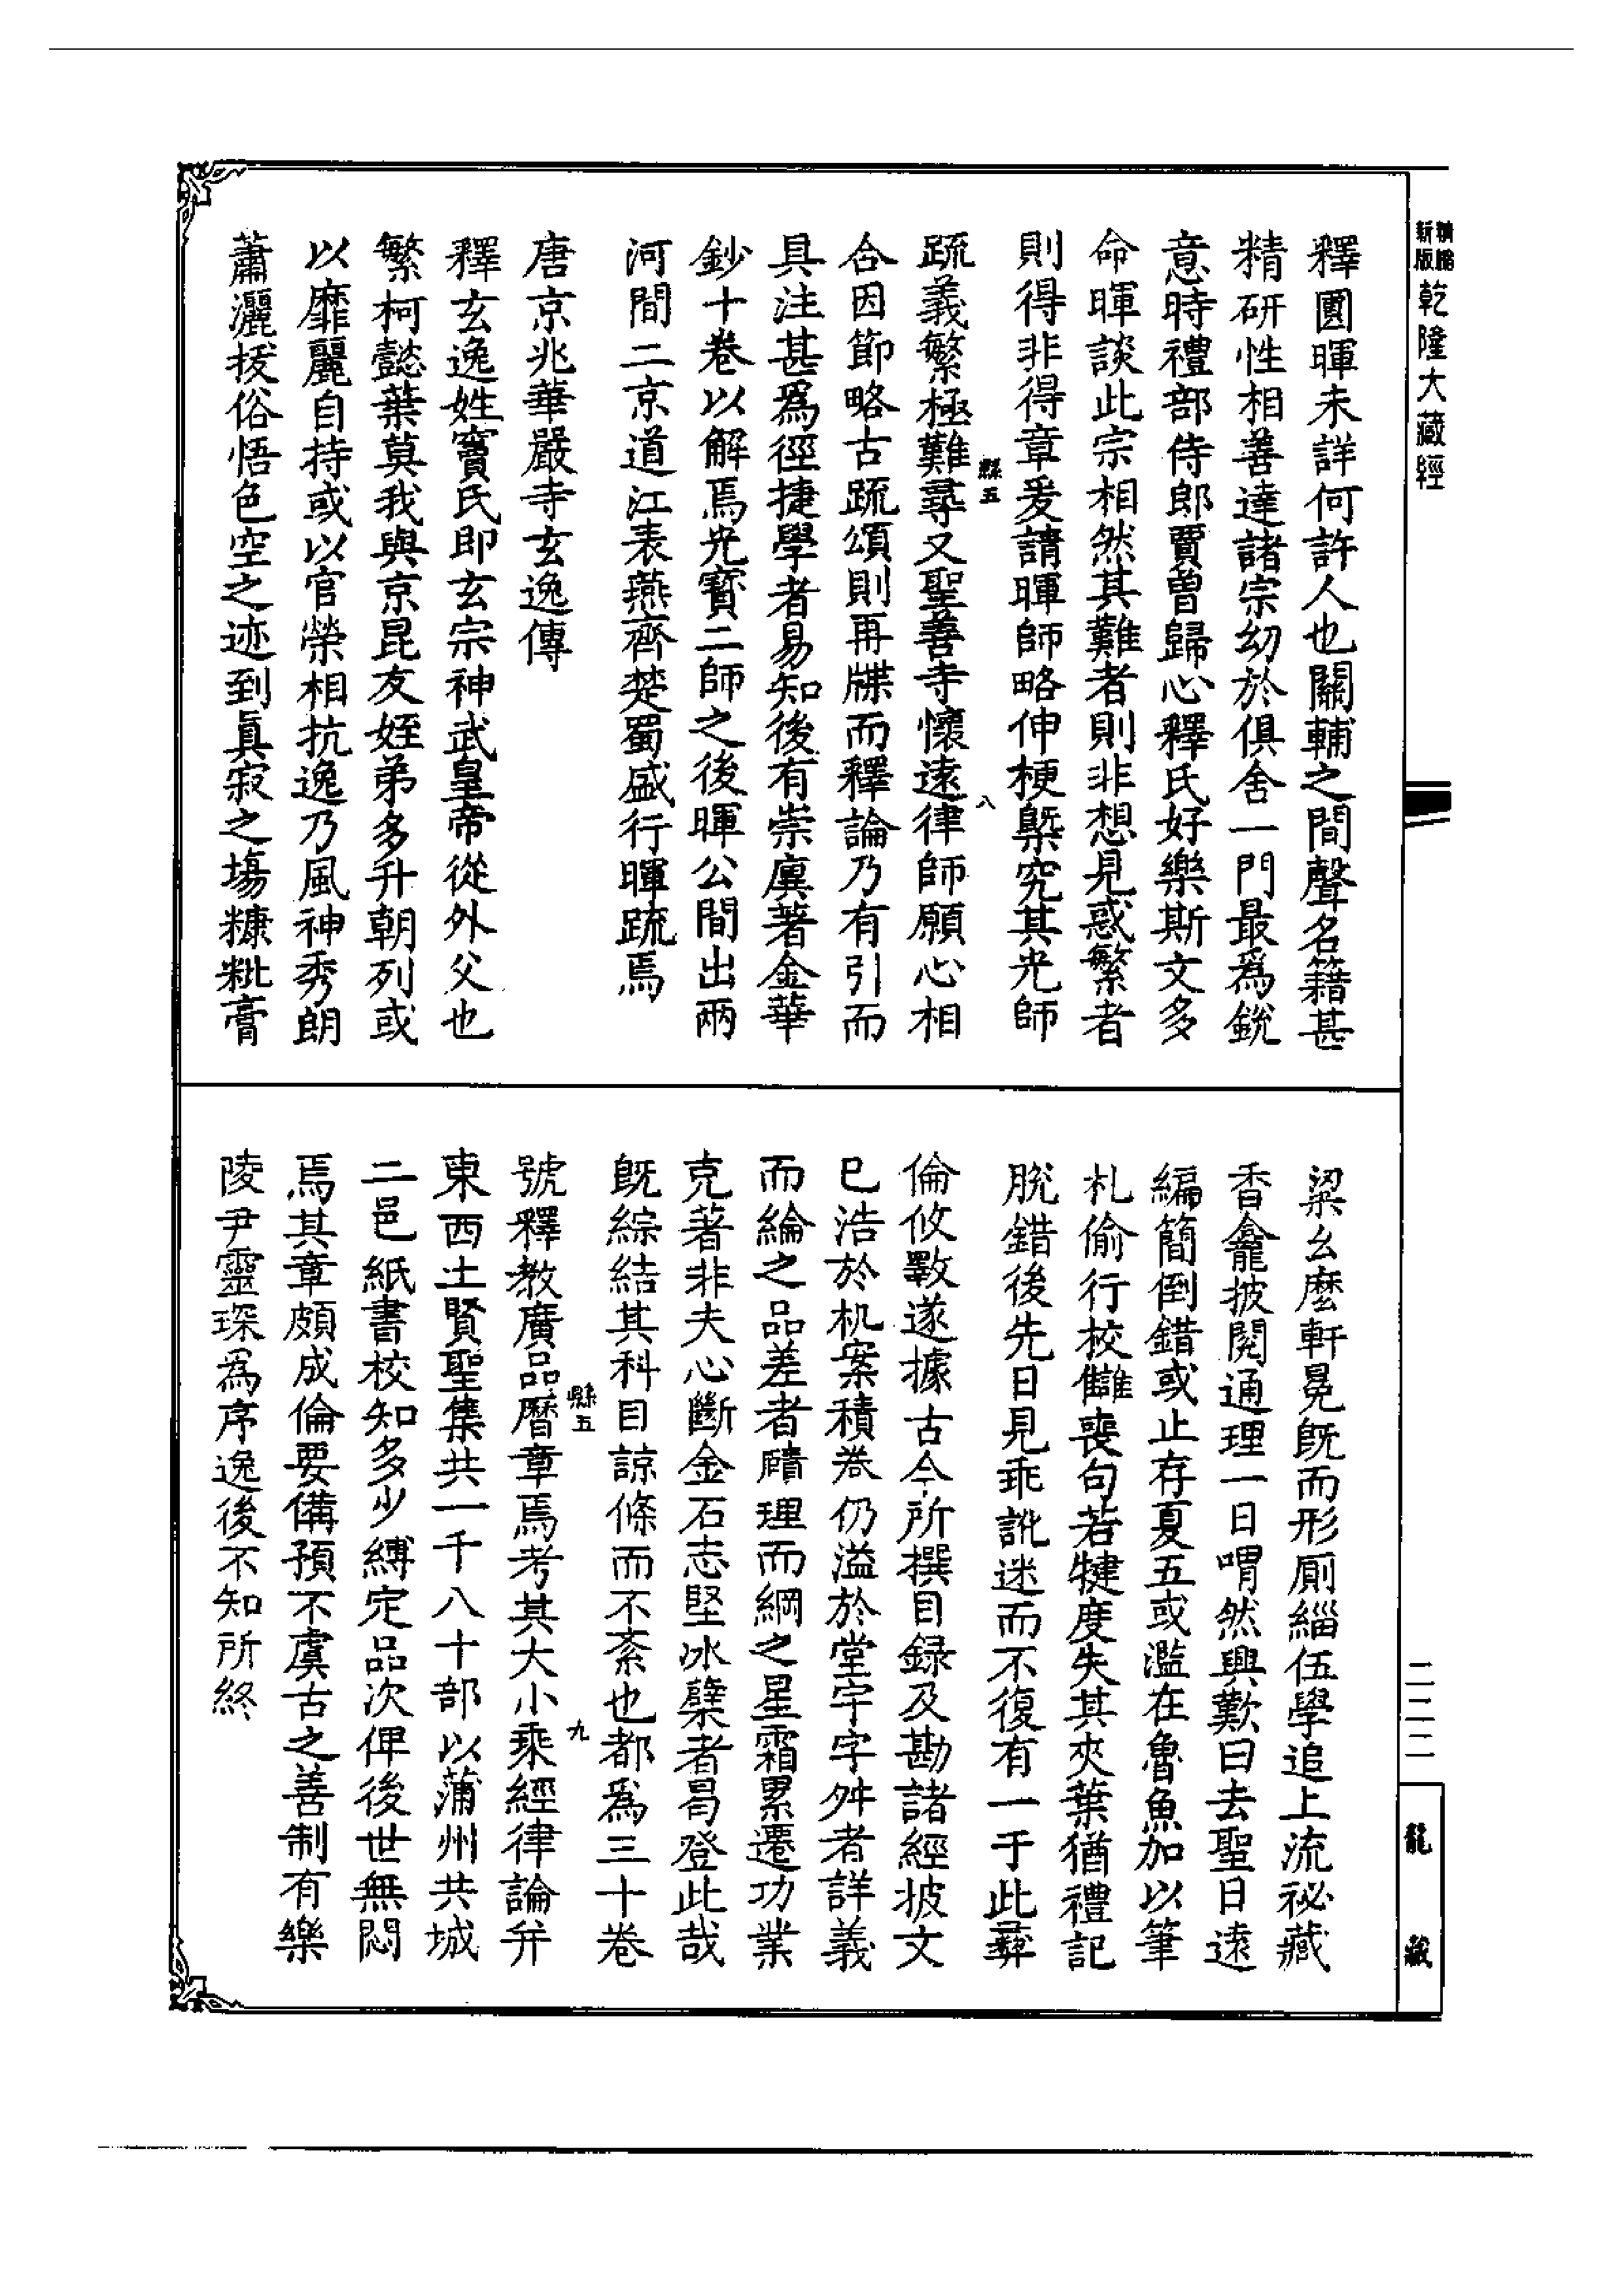 新版
精縮
乾隆大藏經
釋圓暉未詳何許人也關輔之間聲名籍甚
精研性相善達諸宗幼於俱舍一門最爲銳
意時禮部侍郎賈曾歸心釋氏好樂斯文多
命暉談此宗相然其難者則非想見惑繁者
則得非得章爰請暉師略伸梗槩究其光師
縣五
八
疏義繁極難尋又聖善寺懷遠律師願心相
合因節略古疏頌則再牒而釋論乃有引而
具注甚爲徑捷學者易知後有崇廙著金華
鈔十卷以解焉光寶二師之後暉公間出兩
河間二京道江表燕齊楚蜀盛行暉疏焉
唐京兆華嚴寺玄逸傳
釋玄逸姓竇氏即玄宗神武皇帝從外父也
繁柯懿葉莫我與京昆友姪弟多升朝列或
以靡麗自持或以官榮相抗逸乃風神秀朗
蕭灑拔俗悟色空之迹到眞寂之塲糠粃膏
粱幺麽軒冕旣而形厠緇伍學追上流祕藏
香龕披閱通理一日喟然興歎曰去聖日遠
編簡倒錯或止存夏五或濫在魯魚加以筆
札偷行校讎喪句若犍度失其夾葉猶禮記
脫錯後先日見乖訛迷而不復有一于此彝
倫攸斁遂據古今所撰目録及勘諸經披文
巳浩於机案積卷仍溢於堂宇字舛者詳義
而綸之品差者賾理而綱之星霜累遷功業
克著非夫心斷金石志堅冰糵者曷登此哉
旣綜結其科目諒條而不紊也都爲三十卷
縣五
九
號釋教廣品曆章焉考其大小乘經律論幷
東西土賢聖集共一千八十部以蒲州共城
二邑紙書校知多少縛定品次俾後世無悶
焉其章頗成倫要備預不虞古之善制有樂
陵尹靈琛爲序逸後不知所終
二二二
龍藏